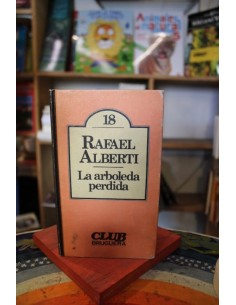 18
RAFAEL
ALBERTI
La arboleda
perdida
CLUB
BRUGUERA